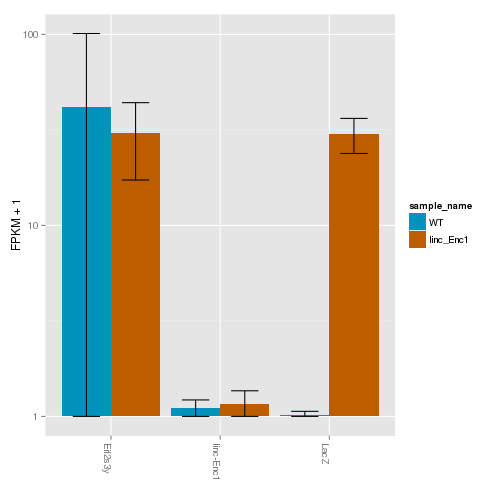 100
10
1
FPKM + 1
Eif2s3y
linc-Enc1
LacZ
sample_name
WT
linc_Enc1